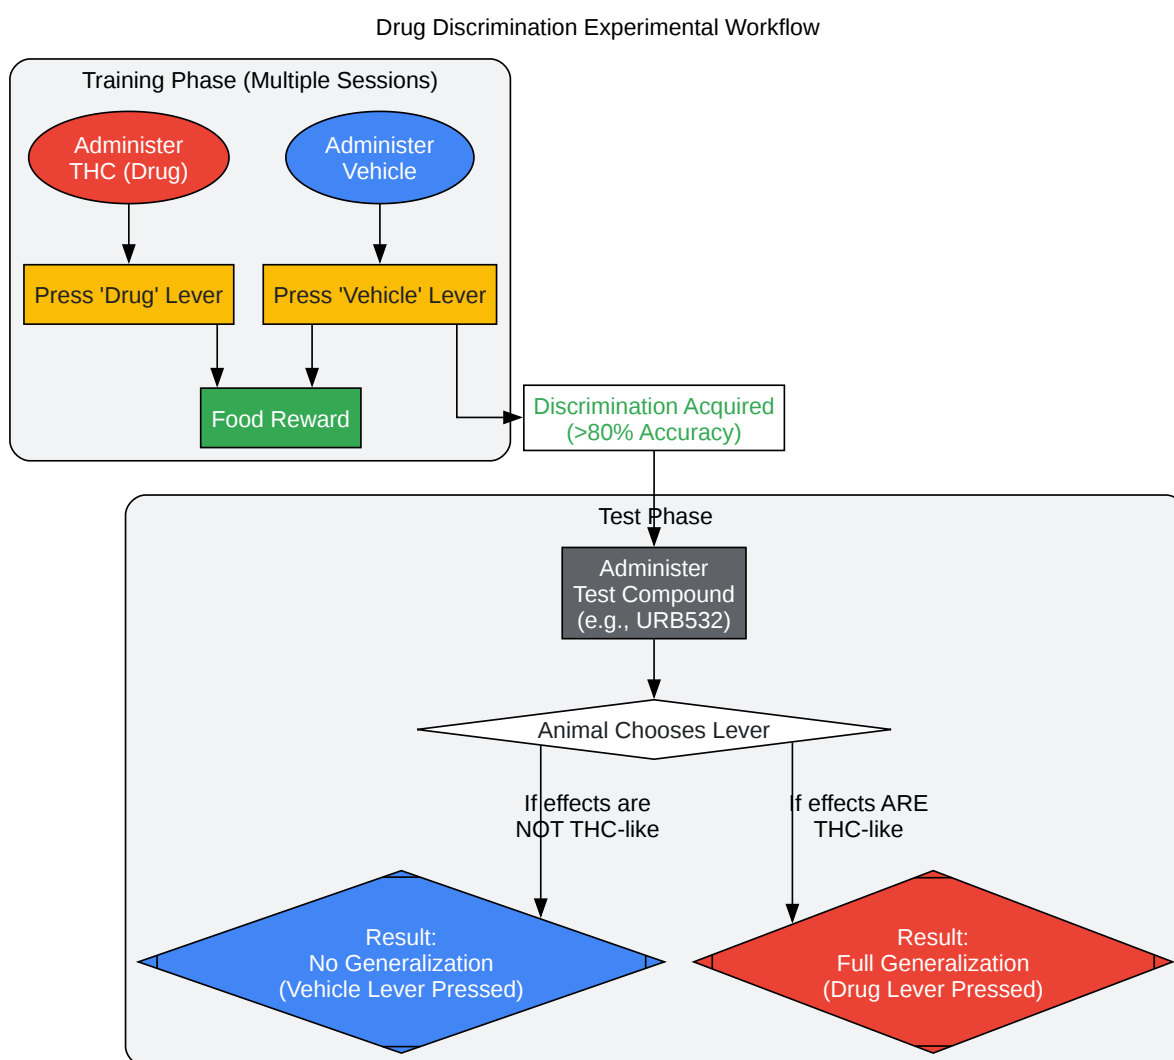 Drug Discrimination Experimental Workflow
Training Phase (Multiple Sessions)
Administer
THC (Drug)
Administer
Vehicle
Press 'Drug' Lever
Press 'Vehicle' Lever
Food Reward
Discrimination Acquired
(>80% Accuracy)
Test Phase
Administer
Test Compound
(e.g., URB532)
Animal Chooses Lever
If effects are
NOT THC-like
If effects ARE
THC-like
Result:
No Generalization
(Vehicle Lever Pressed)
Result:
Full Generalization
(Drug Lever Pressed)